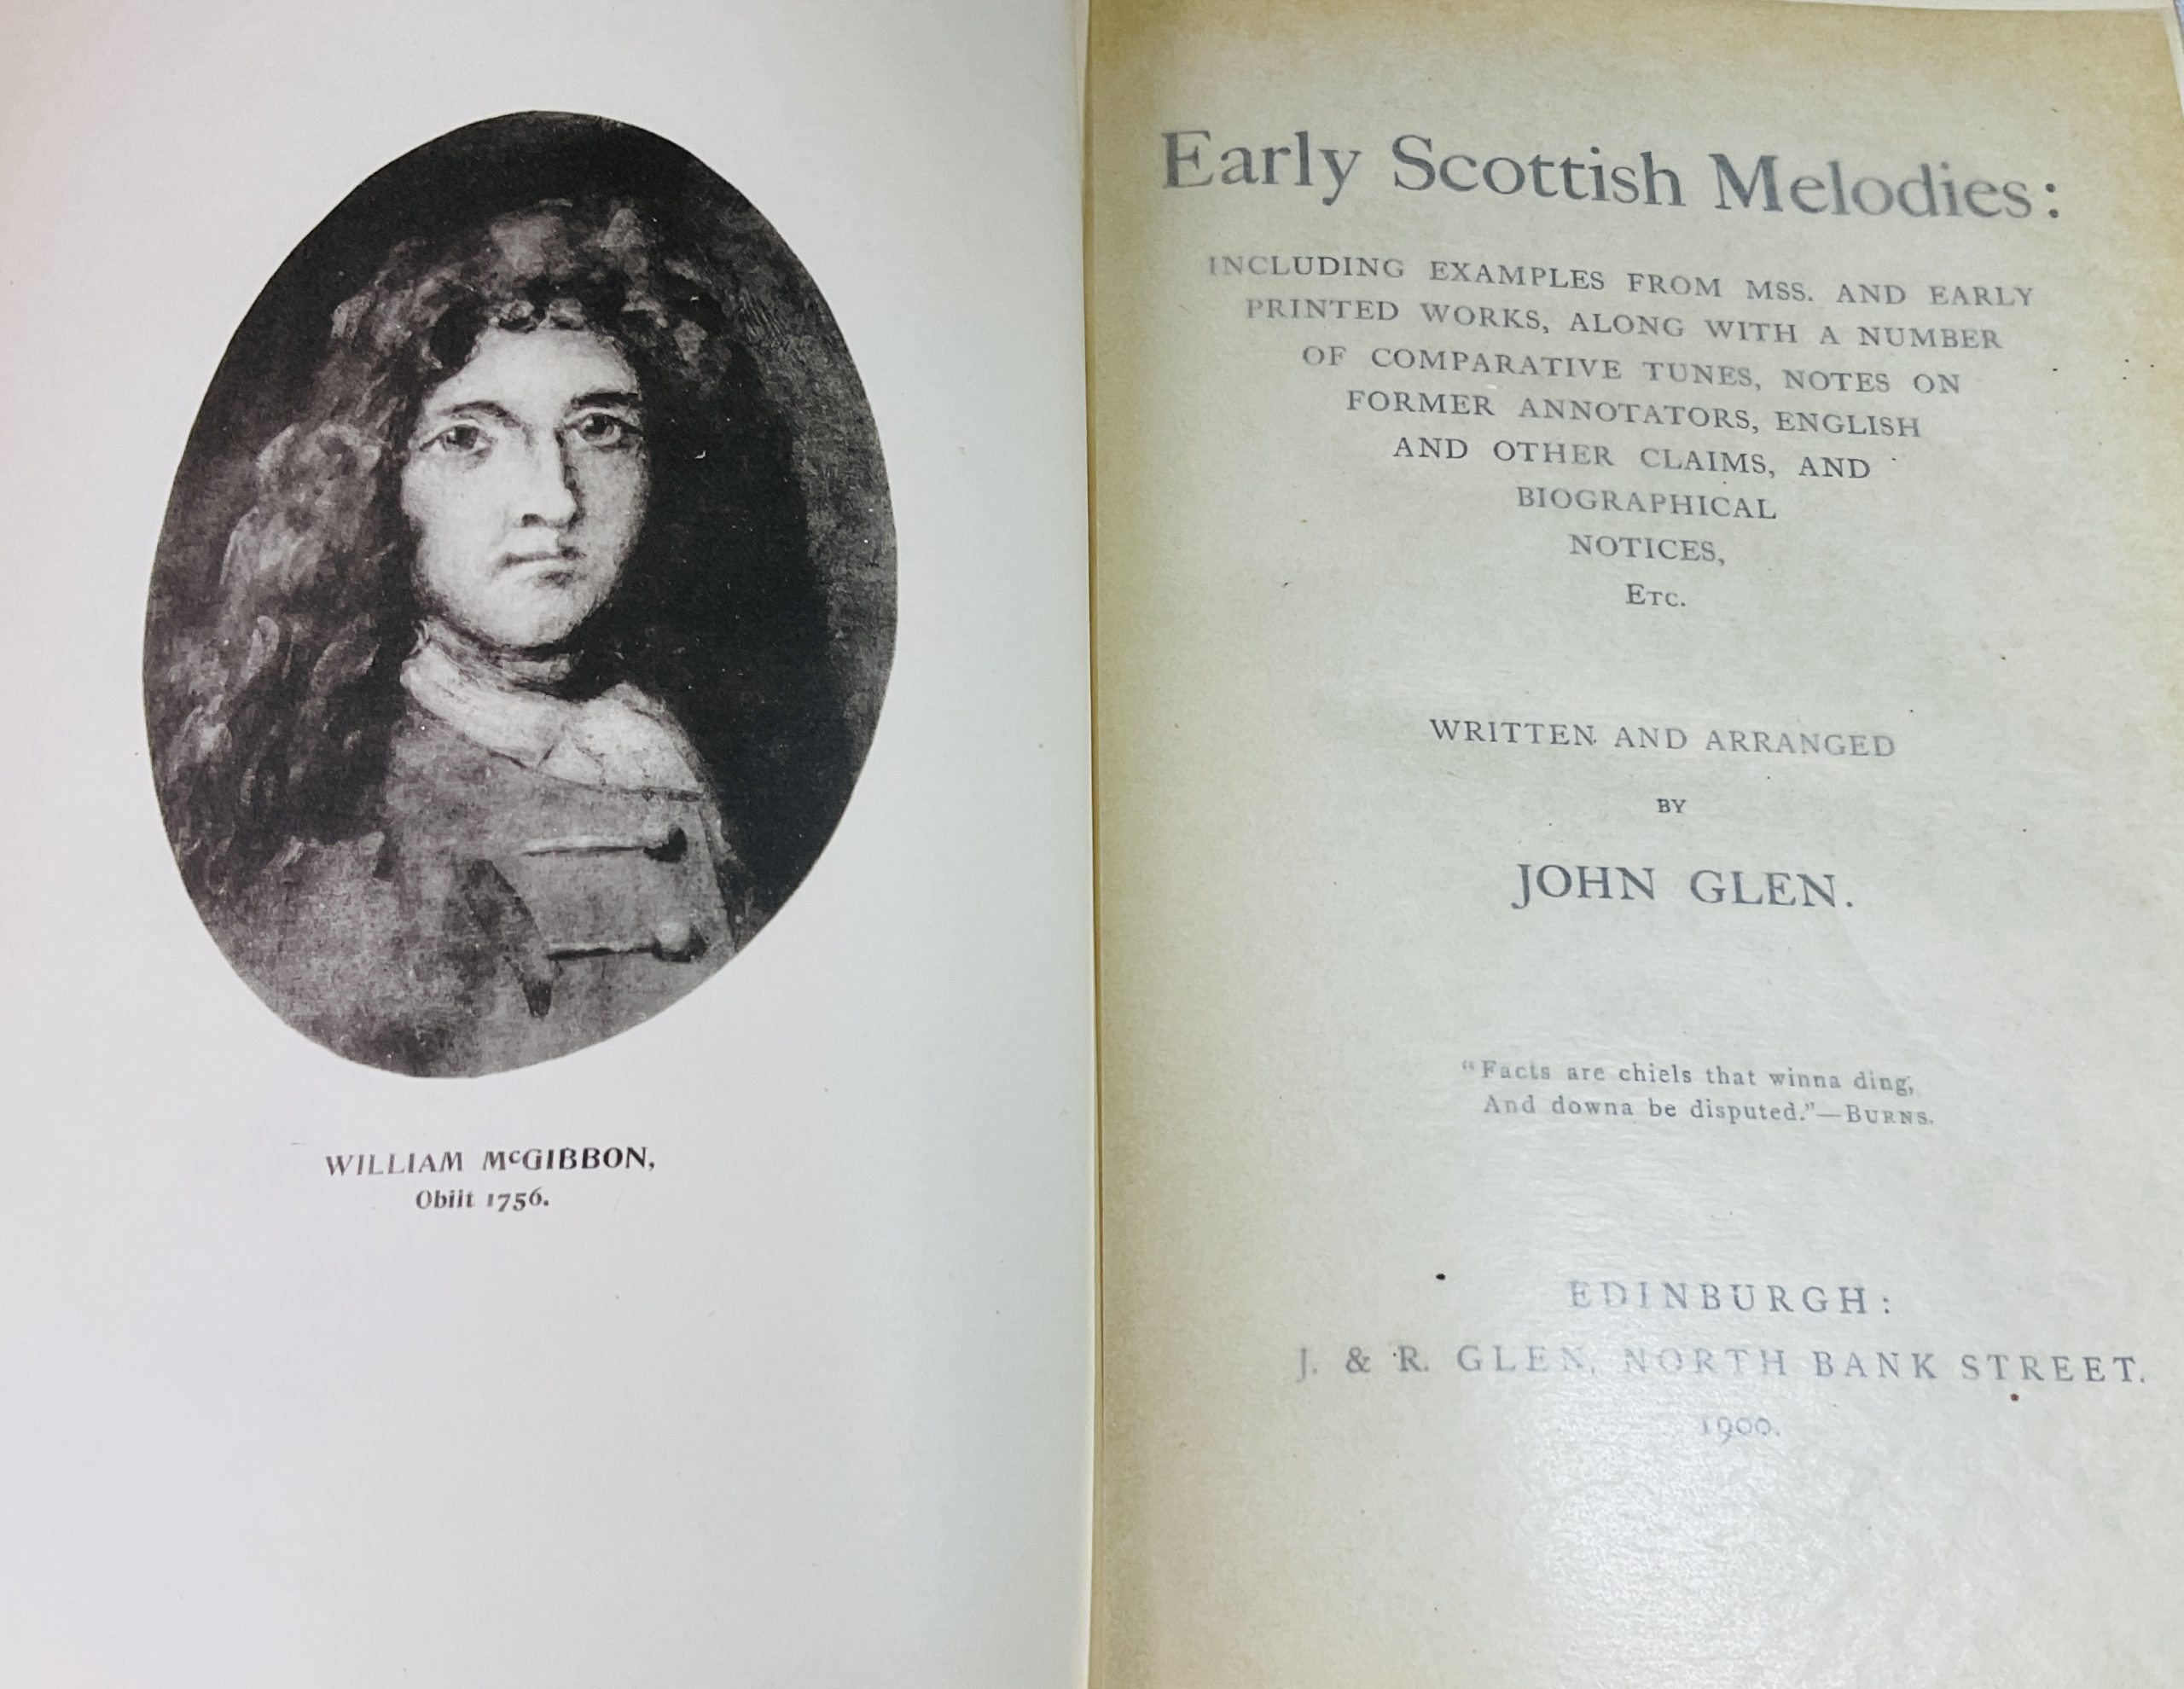 WILLIAM McGIBBON,
Obiit 1756.
Early Scottish Melodies:
INCLUDING EXAMPLES FROM MSS. AND EARLY
PRINTED WORKS, ALONG WITH A NUMBER
OF COMPARATIVE TUNES, NOTES ON
FORMER ANNOTATORS, ENGLISH
AND OTHER CLAIMS, AND
BIOGRAPHICAL
NOTICES,
ETC.
WRITTEN AND ARRANGED
BY
JOHN GLEN.
“Facts are chiels that winna ding,
And downa be disputed.”—BURNS.
EDINBURGH:
J. & R. GLEN, NORTH BANK STREET.
1900.